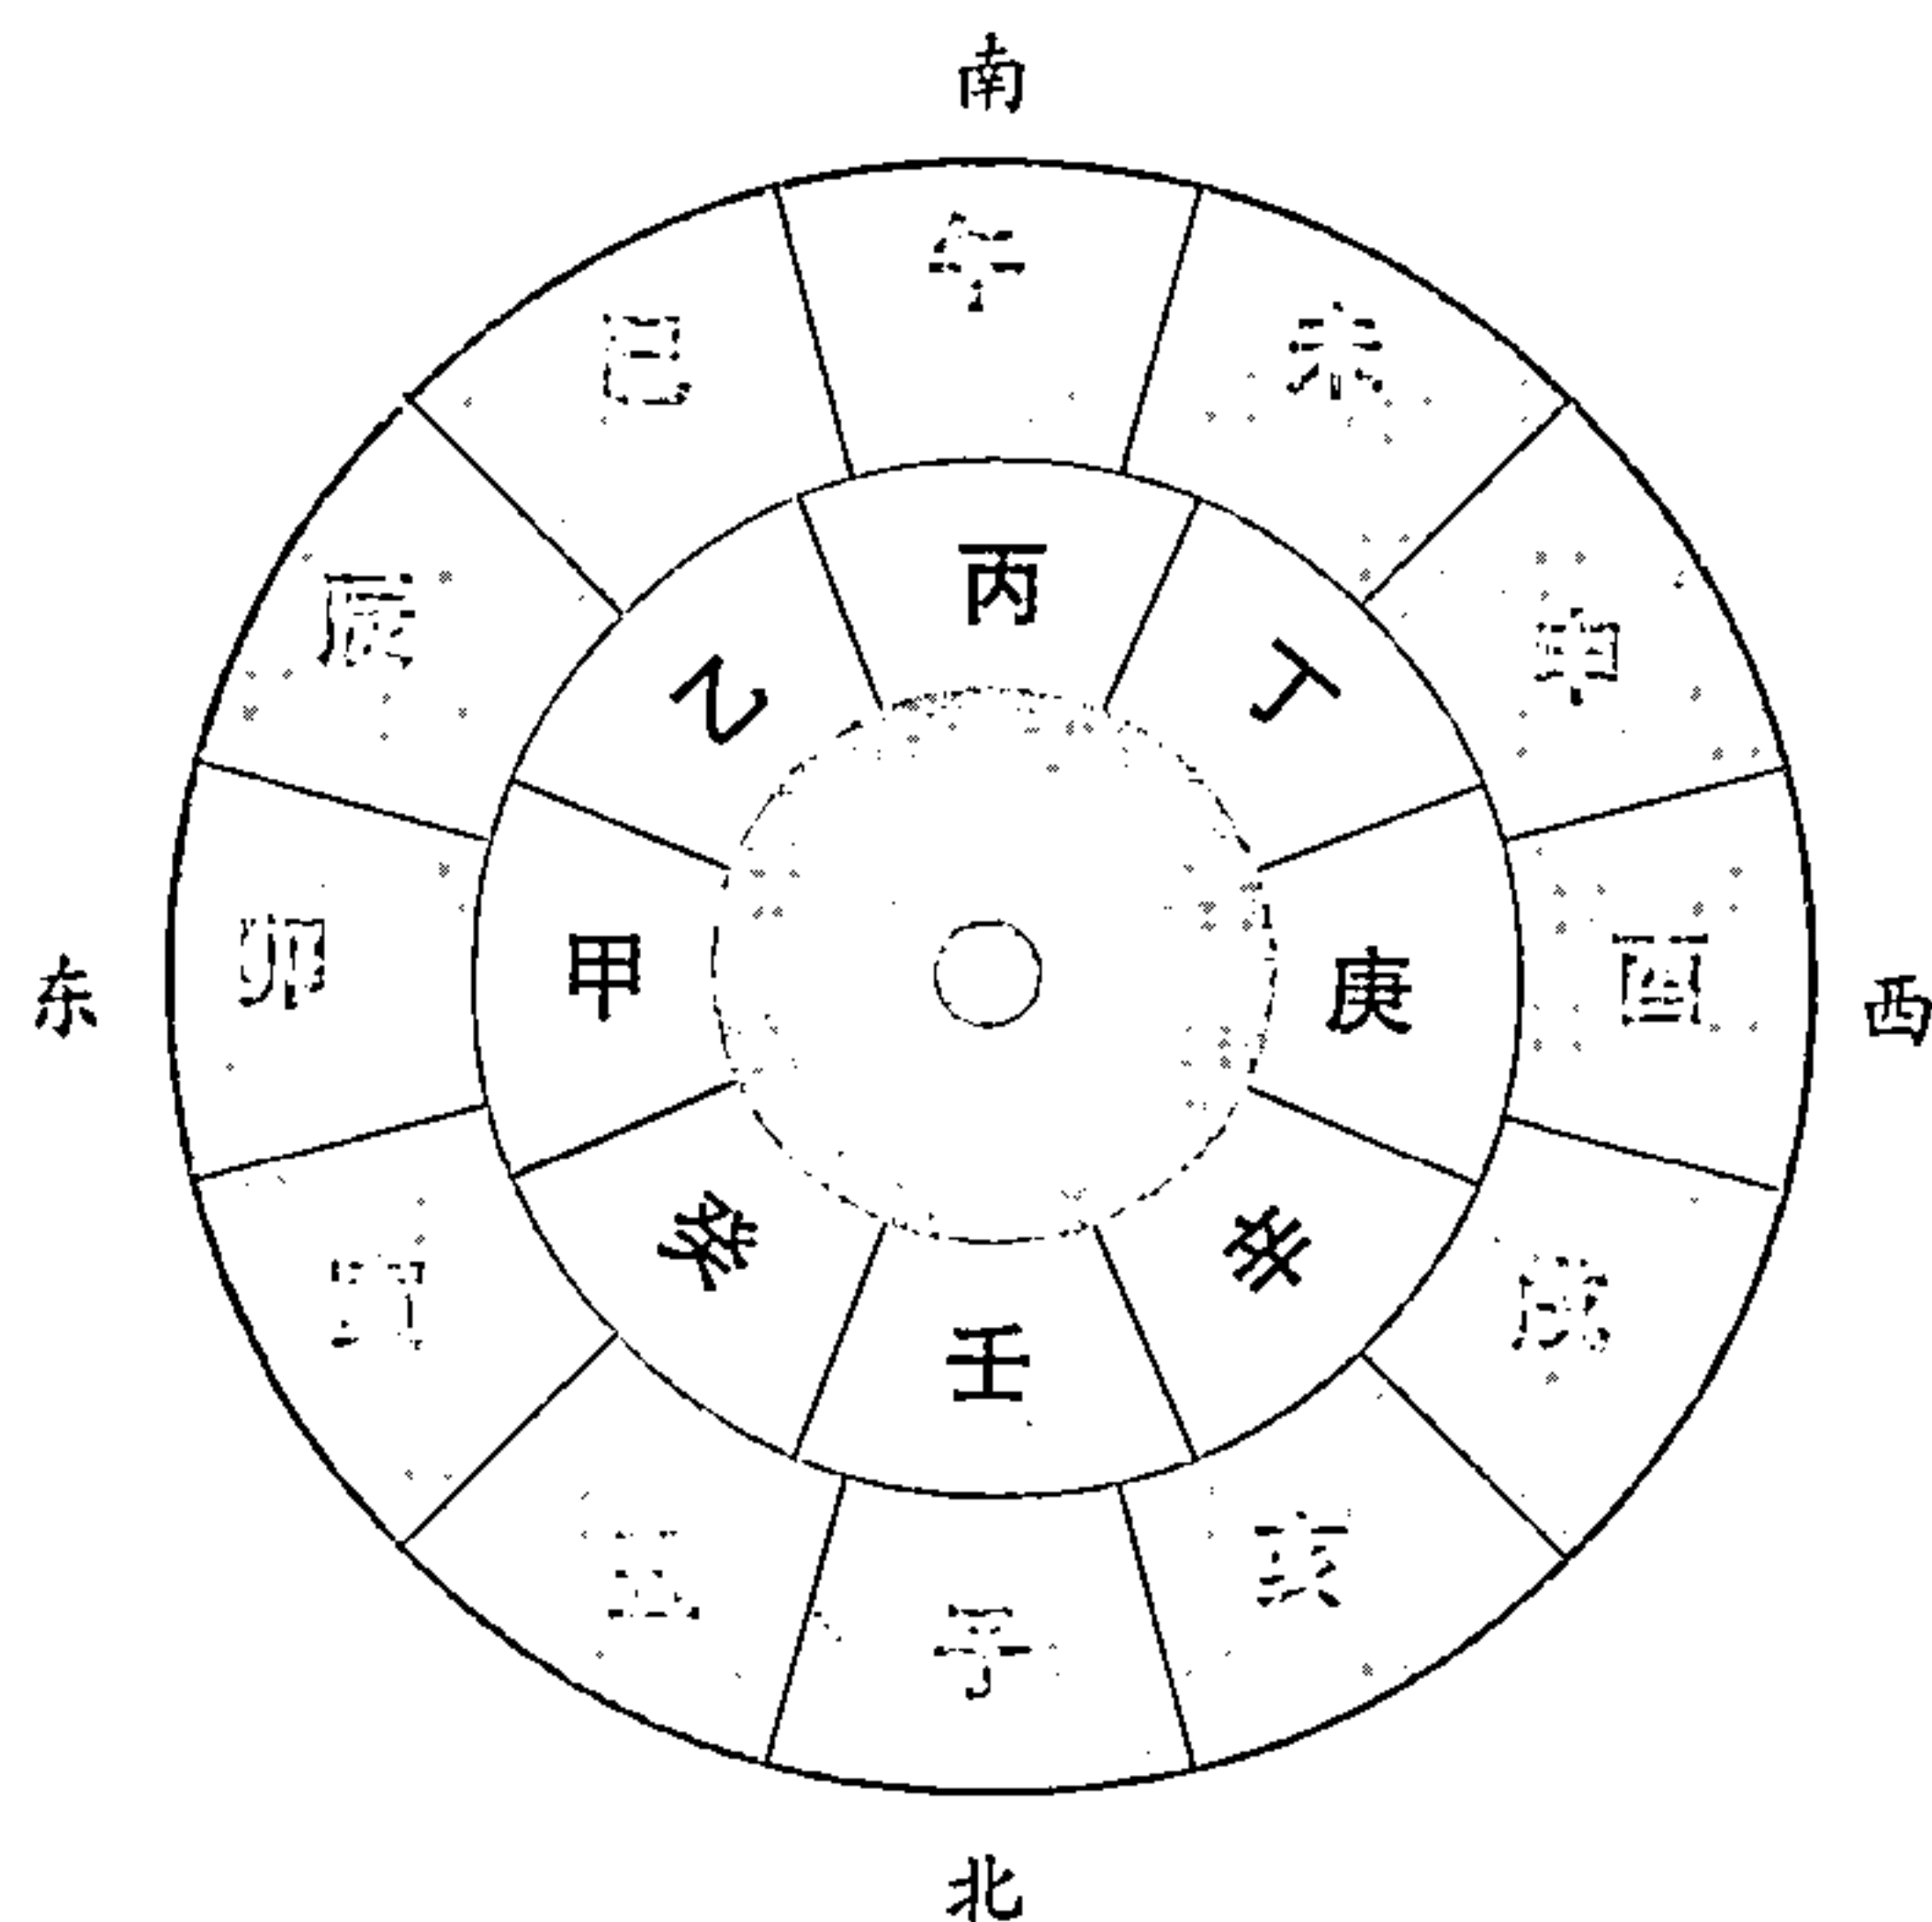 南
午
巳
未
辰
申
丙
乙
丁
卯
酉
东
甲
庚
西
癸
辛
戌
壬
丑
亥
子
北